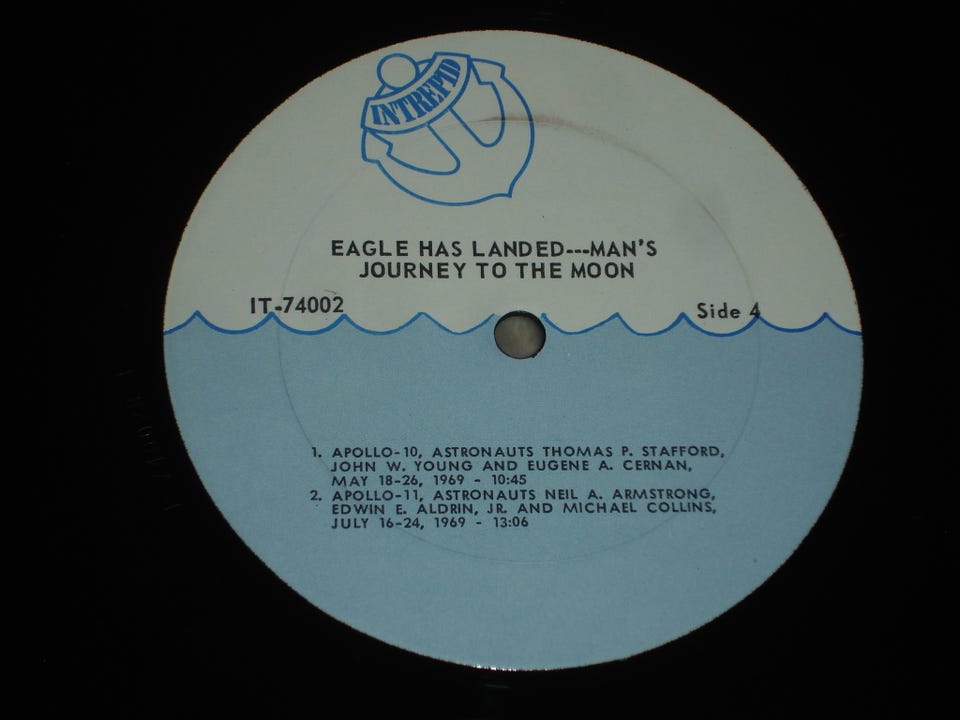 INTREPID
EAGLE HAS LANDED---MAN'S
JOURNEY TO THE MOON
IT-74002
Side 4
1. APOLLO-10, ASTRONAUTS THOMAS P. STAFFORD,
JOHN W. YOUNG AND EUGENE A. CERNAN,
MAY 18-26, 1969 - 10:45
2. APOLLO-11, ASTRONAUTS NEIL A. ARMSTRONG,
EDWIN E. ALDRIN, JR. AND MICHAEL COLLINS,
JULY 16-24, 1969 - 13:06